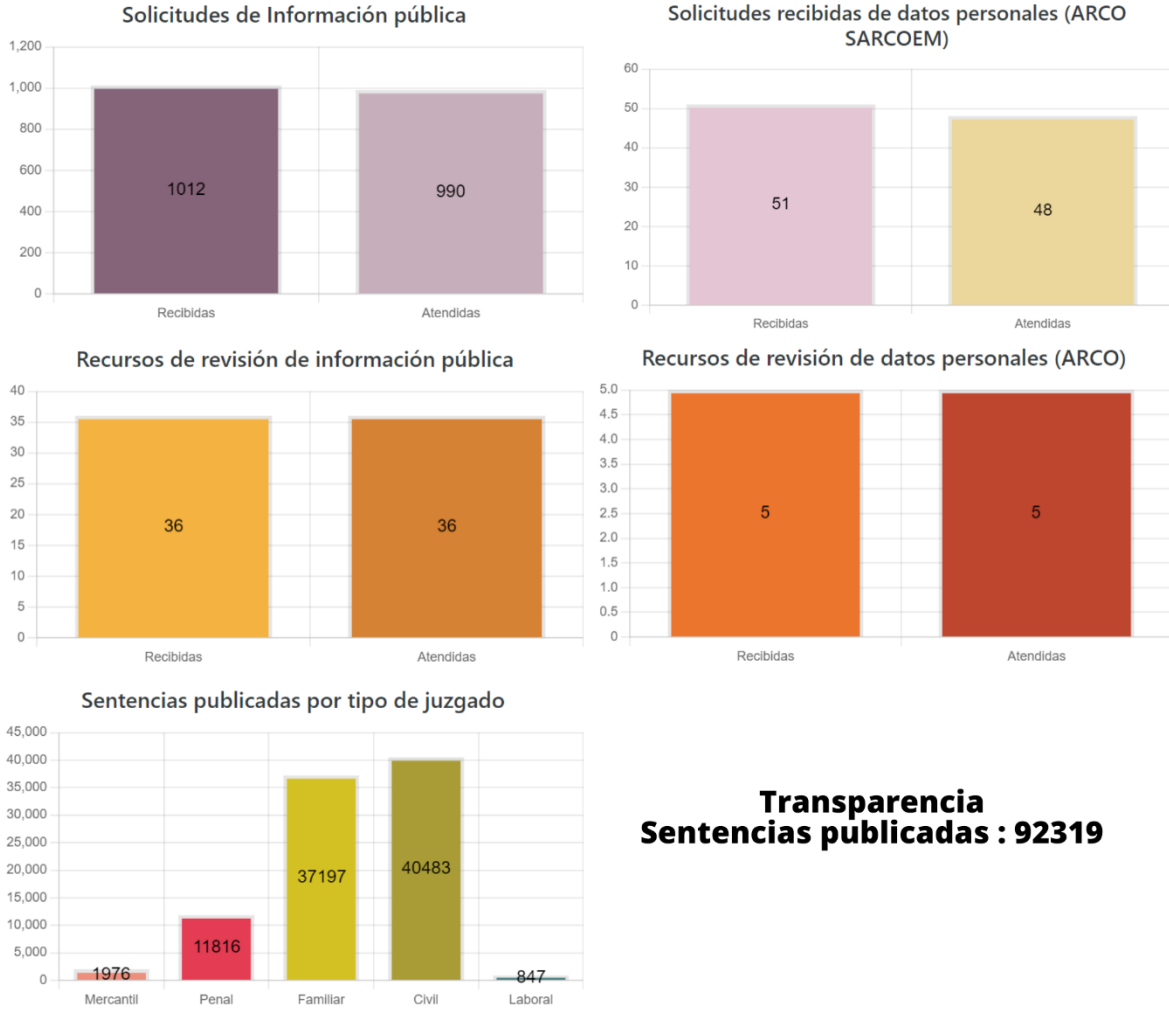 Solicitudes de Información pública
1,200
1,000
800
600
400
200
0
1012
990
Recibidas
Atendidas
Solicitudes recibidas de datos personales (ARCO
SARCOEM)
60
50
40
30
20
10
0
51
48
Recibidas
Atendidas
Recursos de revisión de información pública
40
35
30
25
20
15
10
5
0
36
36
Recibidas
Atendidas
Recursos de revisión de datos personales (ARCO)
5.0
4.5
4.0
3.5
3.0
2.5
2.0
1.5
1.0
0.5
0
5
5
Recibidas
Atendidas
Sentencias publicadas por tipo de juzgado
45,000
40,000
35,000
30,000
25,000
20,000
15,000
10,000
5,000
0
1976
11816
37197
40483
847
Mercantil
Penal
Familiar
Civil
Laboral
Transparencia
Sentencias publicadas : 92319